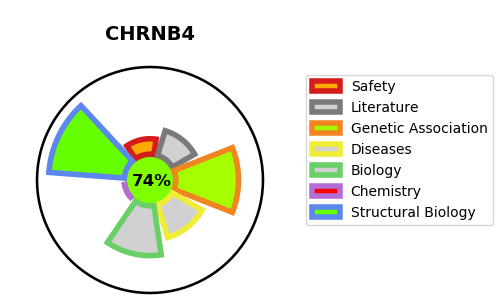 CHRNB4
74%
Safety
Literature
Genetic Association
Diseases
Biology
Chemistry
Structural Biology